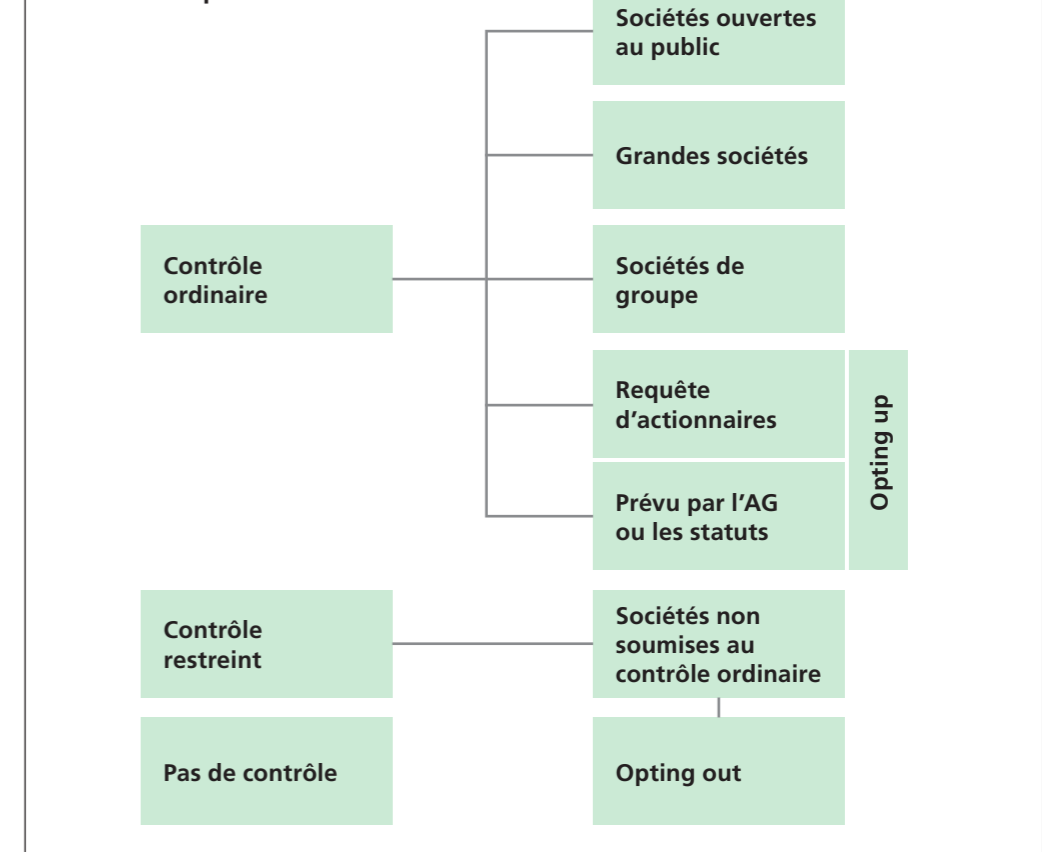 Sociétés ouvertes
au public
Grandes sociétés
Contrôle
ordinaire
Sociétés de
groupe
Requête
d’actionnaires
Opting up
Prévu par l’AG
ou les statuts
Contrôle
restreint
Sociétés non
soumises au
contrôle ordinaire
Pas de contrôle
Opting out